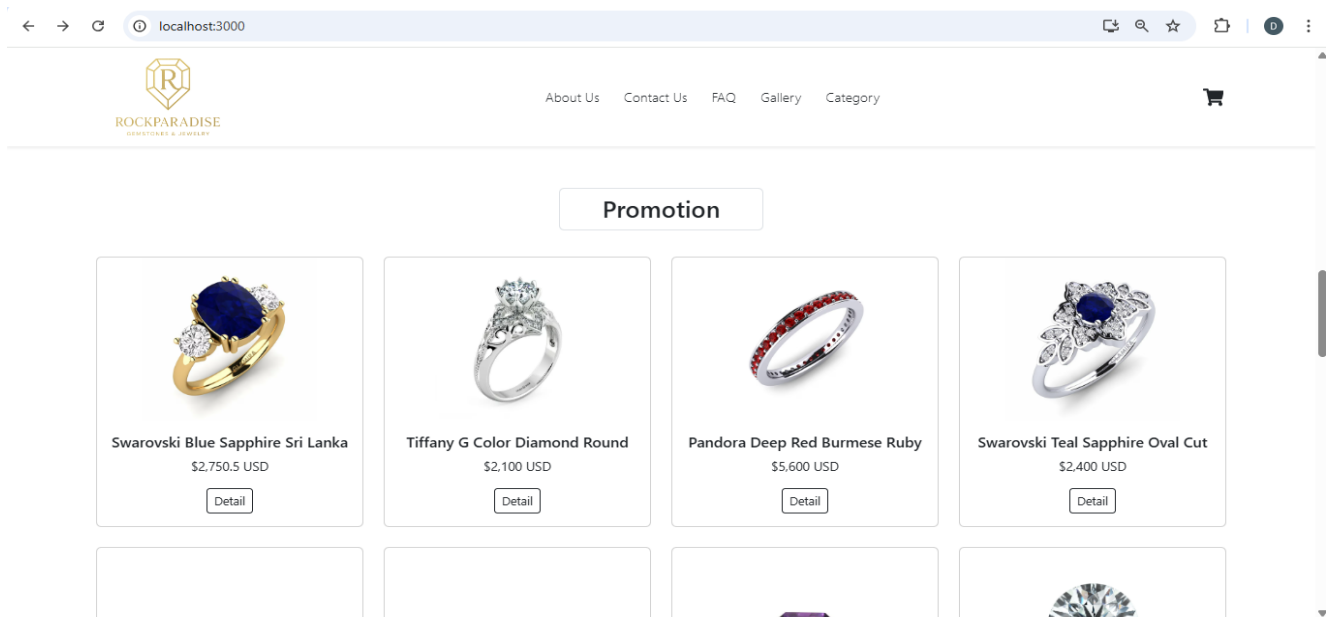 localhost:3000
D
R
ROCKPARADISE
GEMSTONES & JEWELRY
About Us Contact Us FAQ Gallery Category
Promotion
Swarovski Blue Sapphire Sri Lanka
$2,750.5 USD
Detail
Tiffany G Color Diamond Round
$2,100 USD
Detail
Pandora Deep Red Burmese Ruby
$5,600 USD
Detail
Swarovski Teal Sapphire Oval Cut
$2,400 USD
Detail